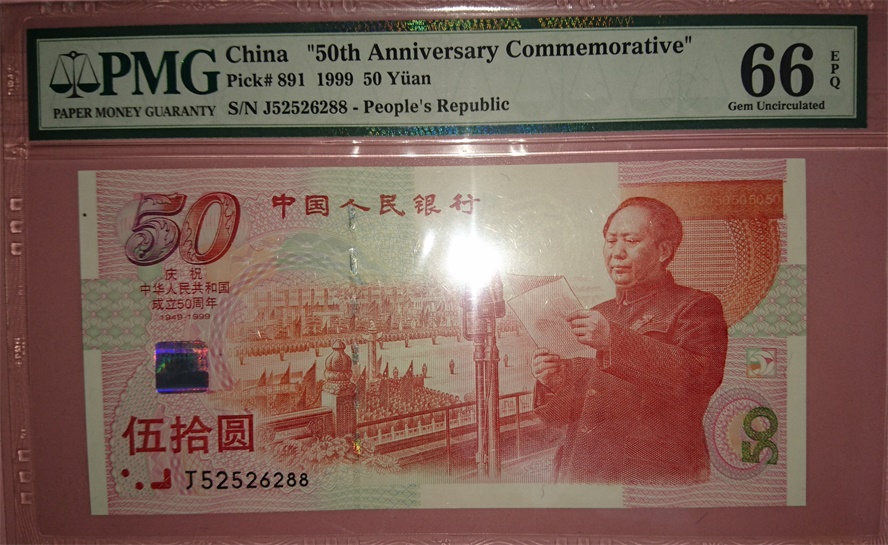 PMG
PAPER MONEY GUARANTY
China "50th Anniversary Commemorative"
Pick# 891 1999 50 Yüan
S/N J52526288 - People's Republic
66
EPQ
Gem Uncirculated
50
中国人民银行
庆祝
中华人民共和国
成立50周年
1949-1999
伍拾圆
J52526288
50